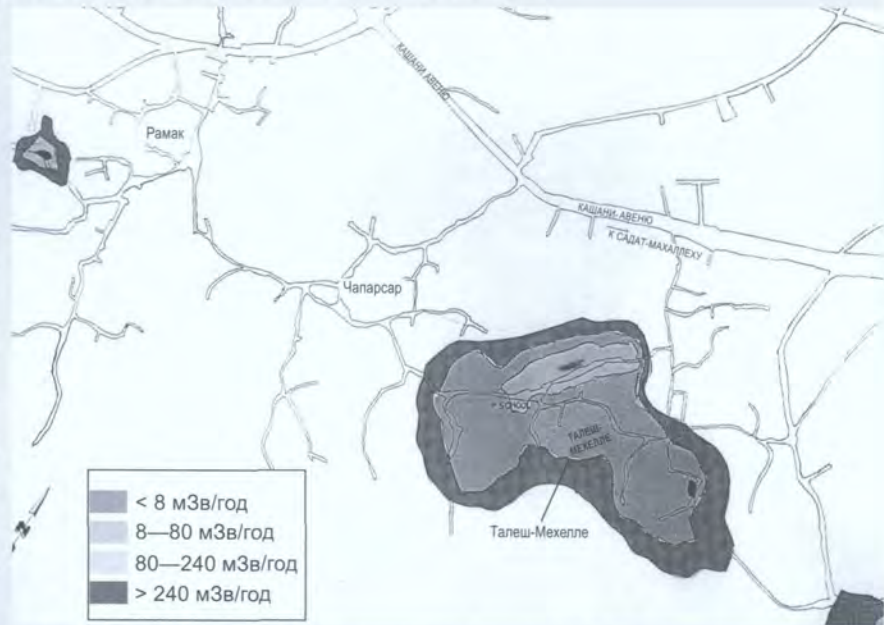 КАШАНИ АВЕНЮ
Рамак
КАШАНИ-АВЕНЮ
К САДАТ-МАХАЛЛЕХУ
Чапарсар
SCHOOL
ТАЛЕШ-
МЕХЕЛЛЕ
Талеш-Мехелле
N
< 8 мЗв/год
8—80 мЗв/год
80—240 мЗв/год
> 240 мЗв/год